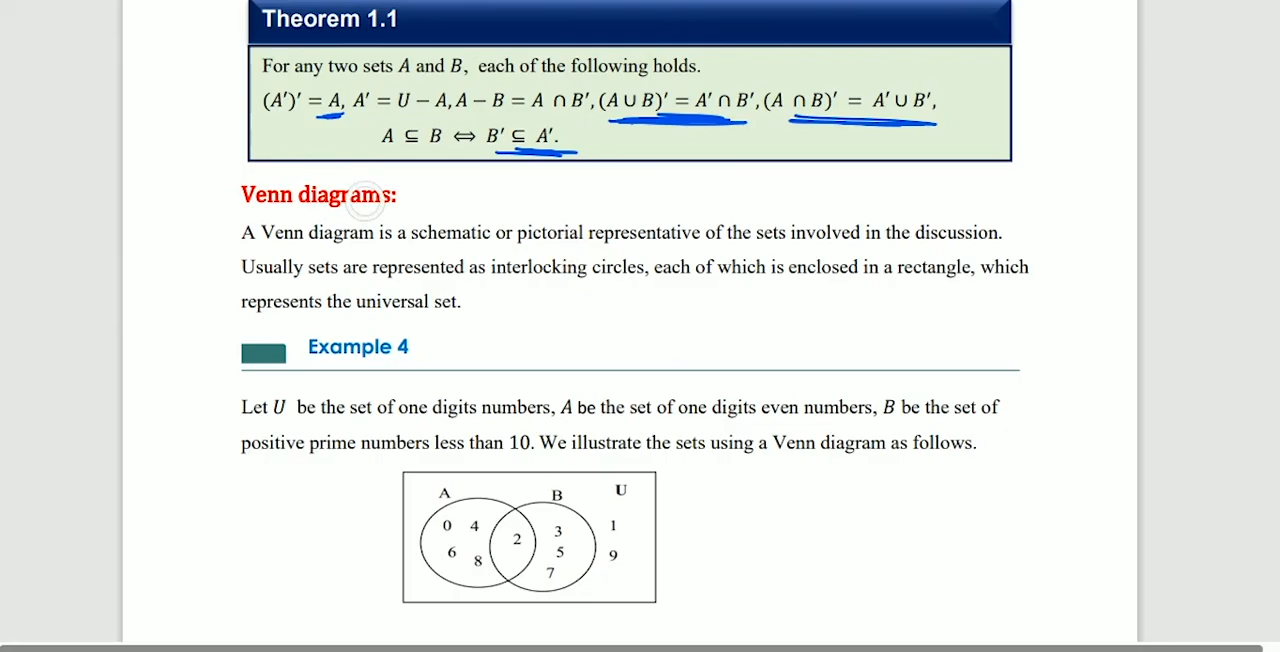 Theorem 1.1
For any two sets A and B, each of the following holds.
(A′)′ = A, A′ = U − A, A − B = A ∩ B′, (A ∪ B)′ = A′ ∩ B′, (A ∩ B)′ = A′ ∪ B′,
A ⊆ B ⇔ B′ ⊆ A′.
Venn diagrams:
A Venn diagram is a schematic or pictorial representative of the sets involved in the discussion.
Usually sets are represented as interlocking circles, each of which is enclosed in a rectangle, which
represents the universal set.
Example 4
Let U be the set of one digits numbers, A be the set of one digits even numbers, B be the set of
positive prime numbers less than 10. We illustrate the sets using a Venn diagram as follows.
A B U
0 4 2 3 1
6 8 5 9
7